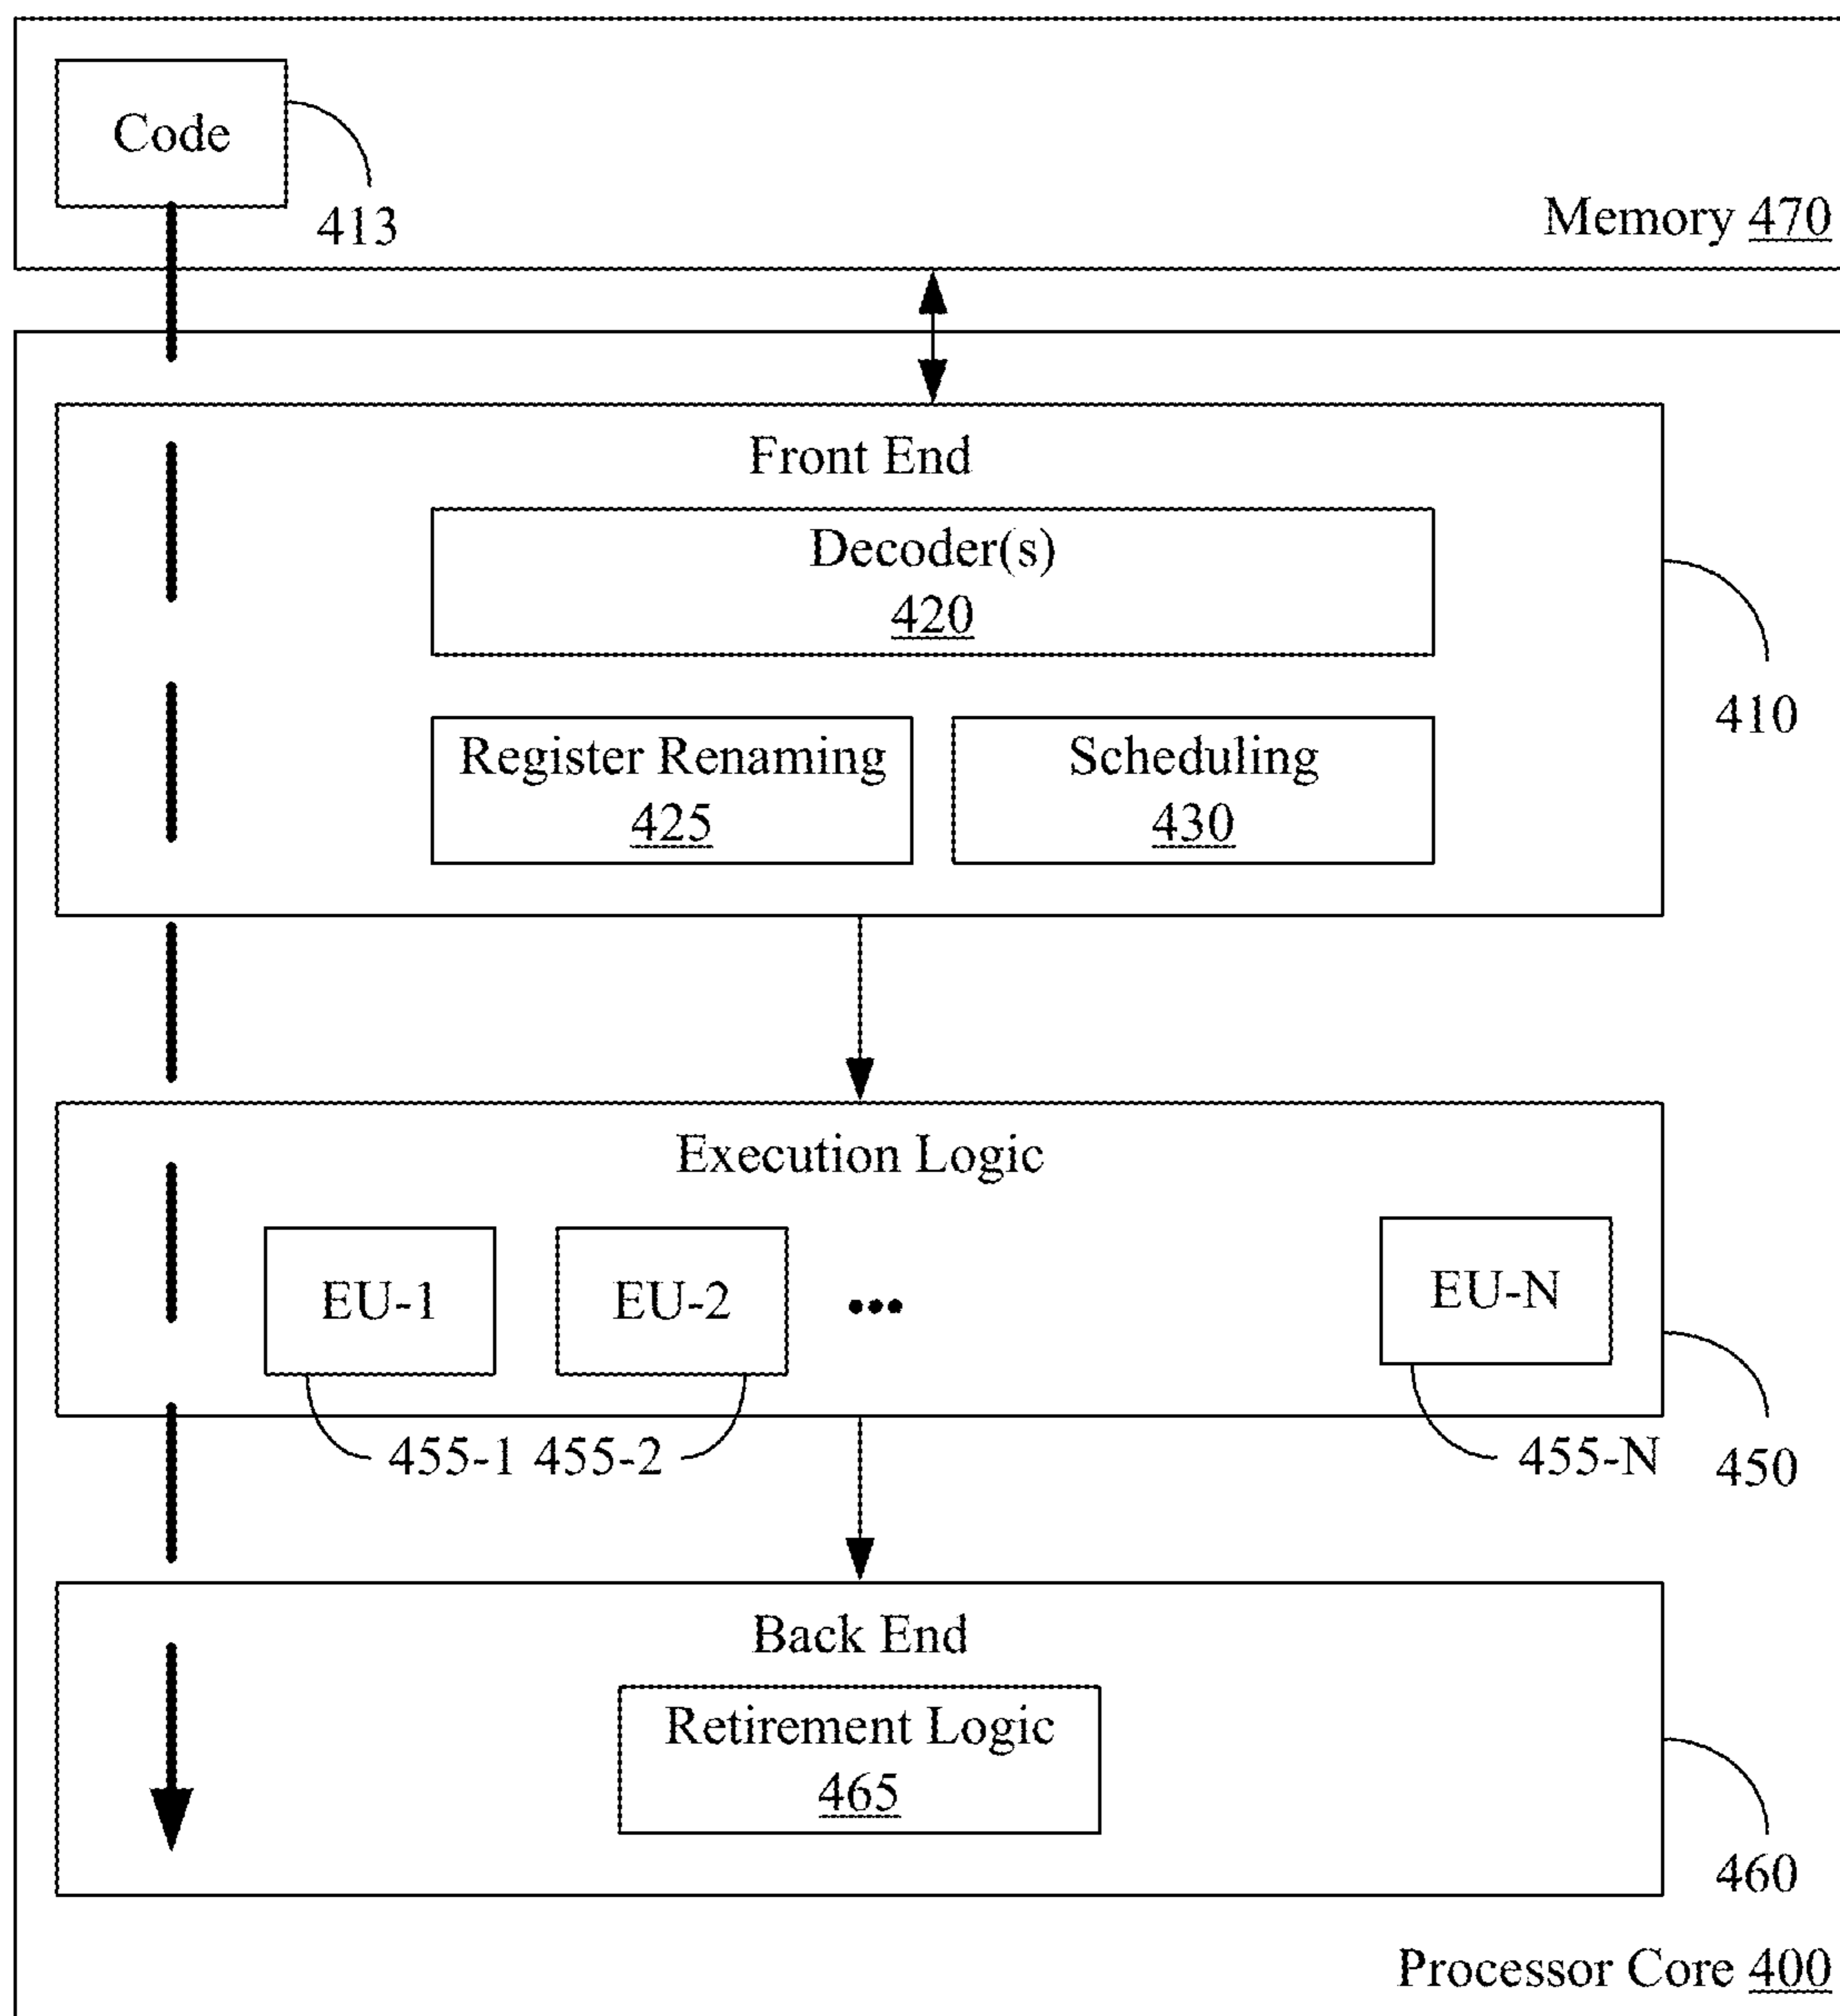 Code
413
Memory 470
Front End
Decoder(s)
420
410
Register Renaming
425
Scheduling
430
Execution Logic
EU-1
EU-2
•••
EU-N
455-1 455-2
455-N
450
Back End
Retirement Logic
465
460
Processor Core 400